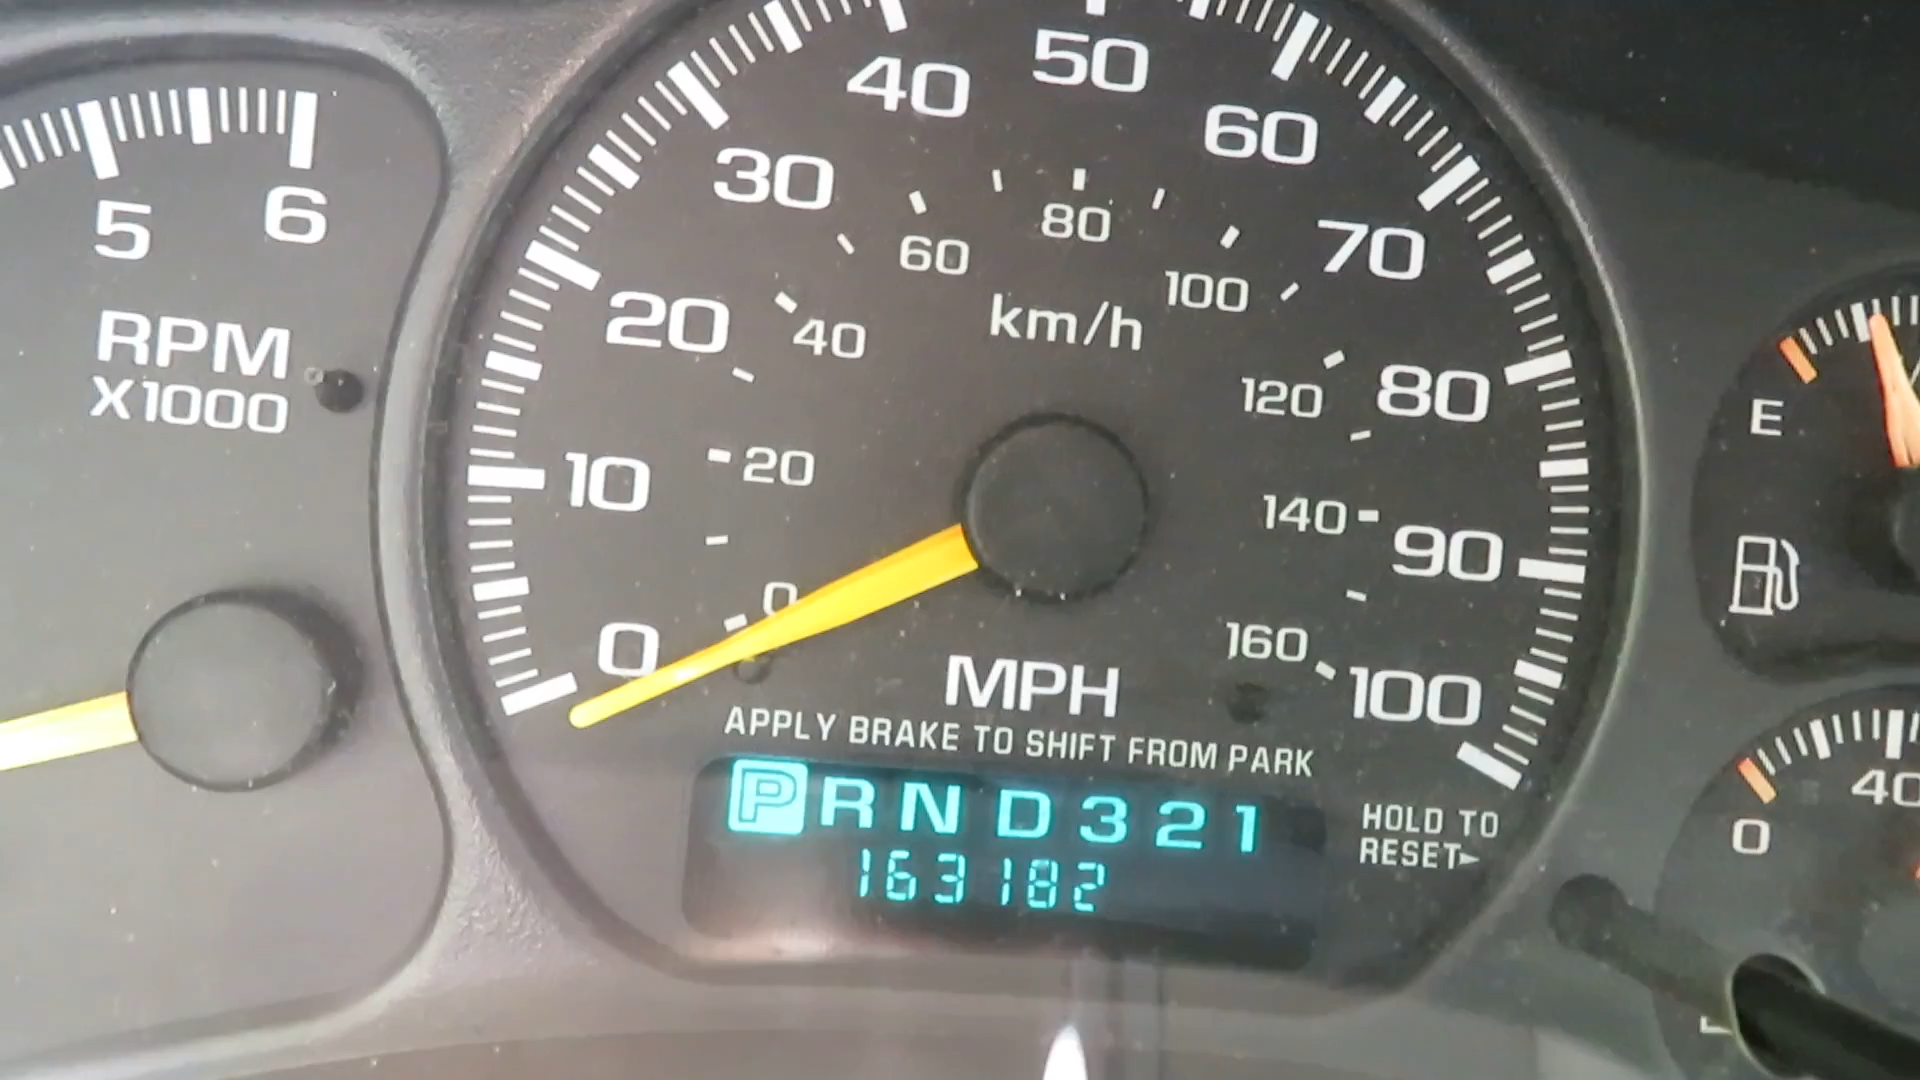 5 6
RPM
X1000
0 10 20 30 40 50 60 70 80 90 100
0 20 40 60 80 100 120 140 160
km/h
MPH
APPLY BRAKE TO SHIFT FROM PARK
P R N D 3 2 1
163182
HOLD TO
RESET
E
0 40